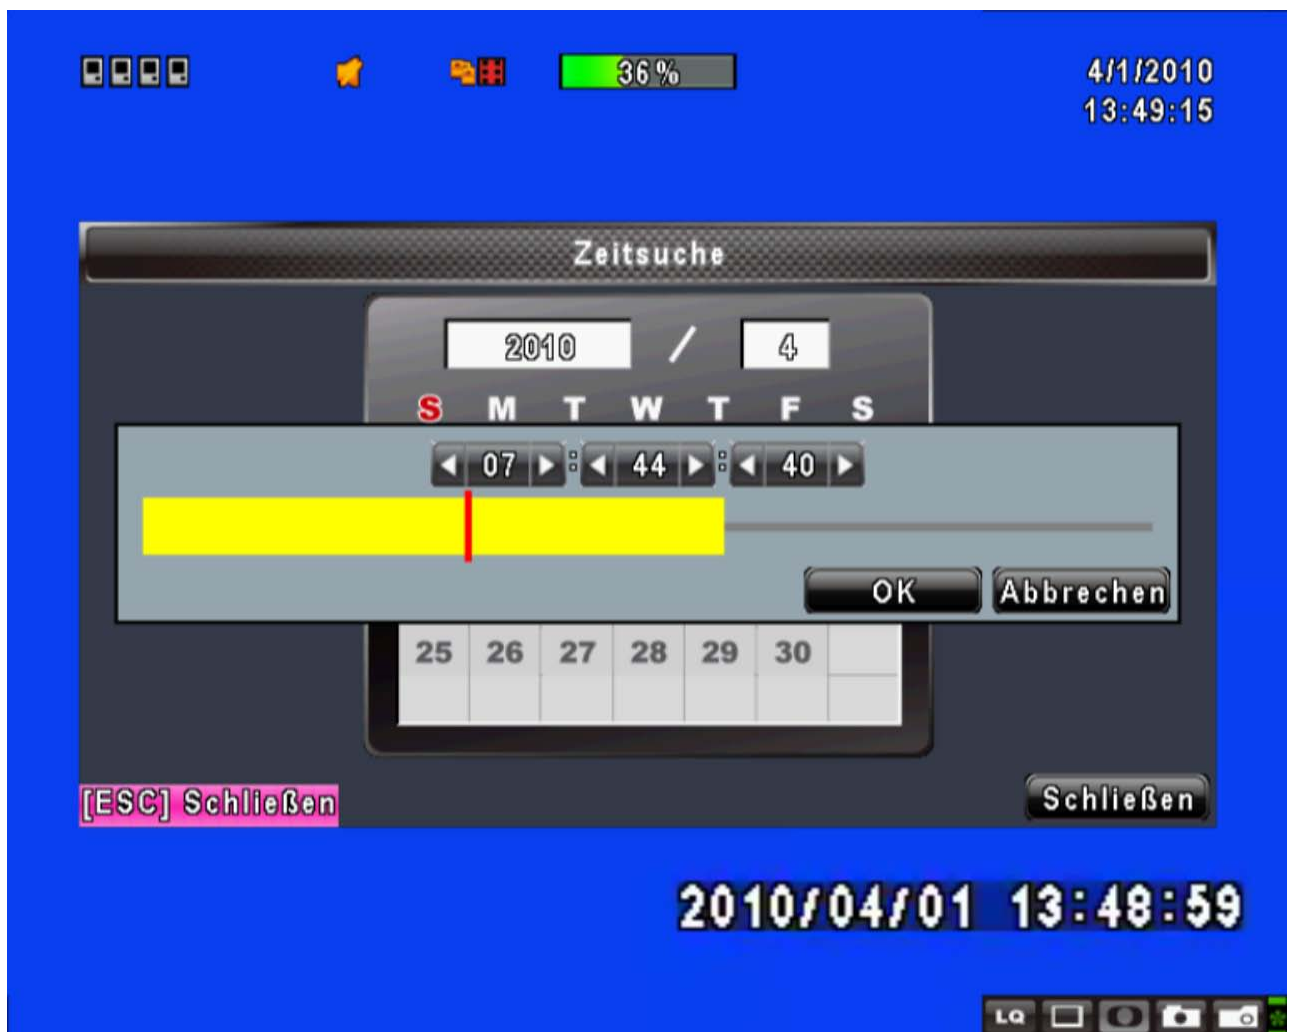 36% 4/1/2010
13:49:15
Zeitsuche
2010 / 4
S M T W T F S
07 : 44 : 40
OK Abbrechen
25 26 27 28 29 30
[ESC] Schließen Schließen
2010/04/01 13:48:59
LQ